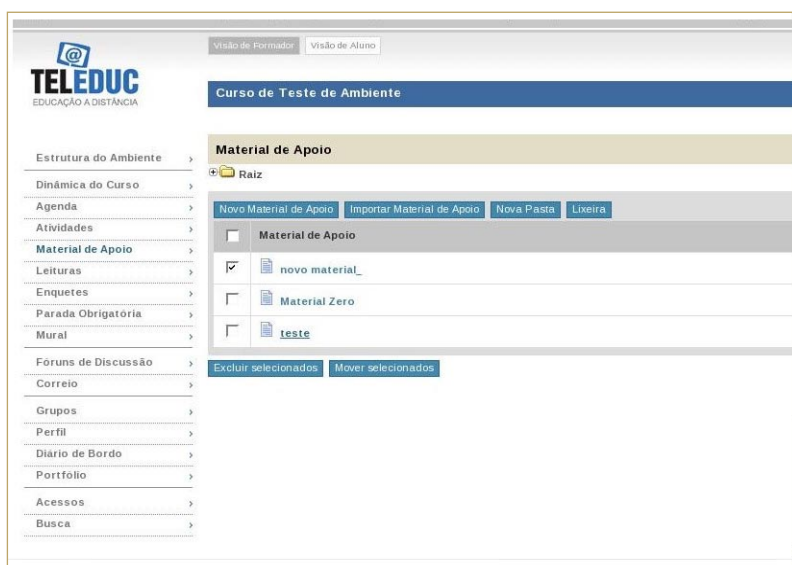 Visão de Formador Visão de Aluno
@
TELEDUC
EDUCAÇÃO A DISTÂNCIA
Curso de Teste de Ambiente
Estrutura do Ambiente
Dinâmica do Curso
Agenda
Atividades
Material de Apoio
Leituras
Enquetes
Parada Obrigatória
Mural
Fóruns de Discussão
Correio
Grupos
Perfil
Diário de Bordo
Portfólio
Acessos
Busca
Material de Apoio
Raiz
Novo Material de Apoio Importar Material de Apoio Nova Pasta Lixeira
Material de Apoio
novo material_
Material Zero
teste
Excluir selecionados Mover selecionados